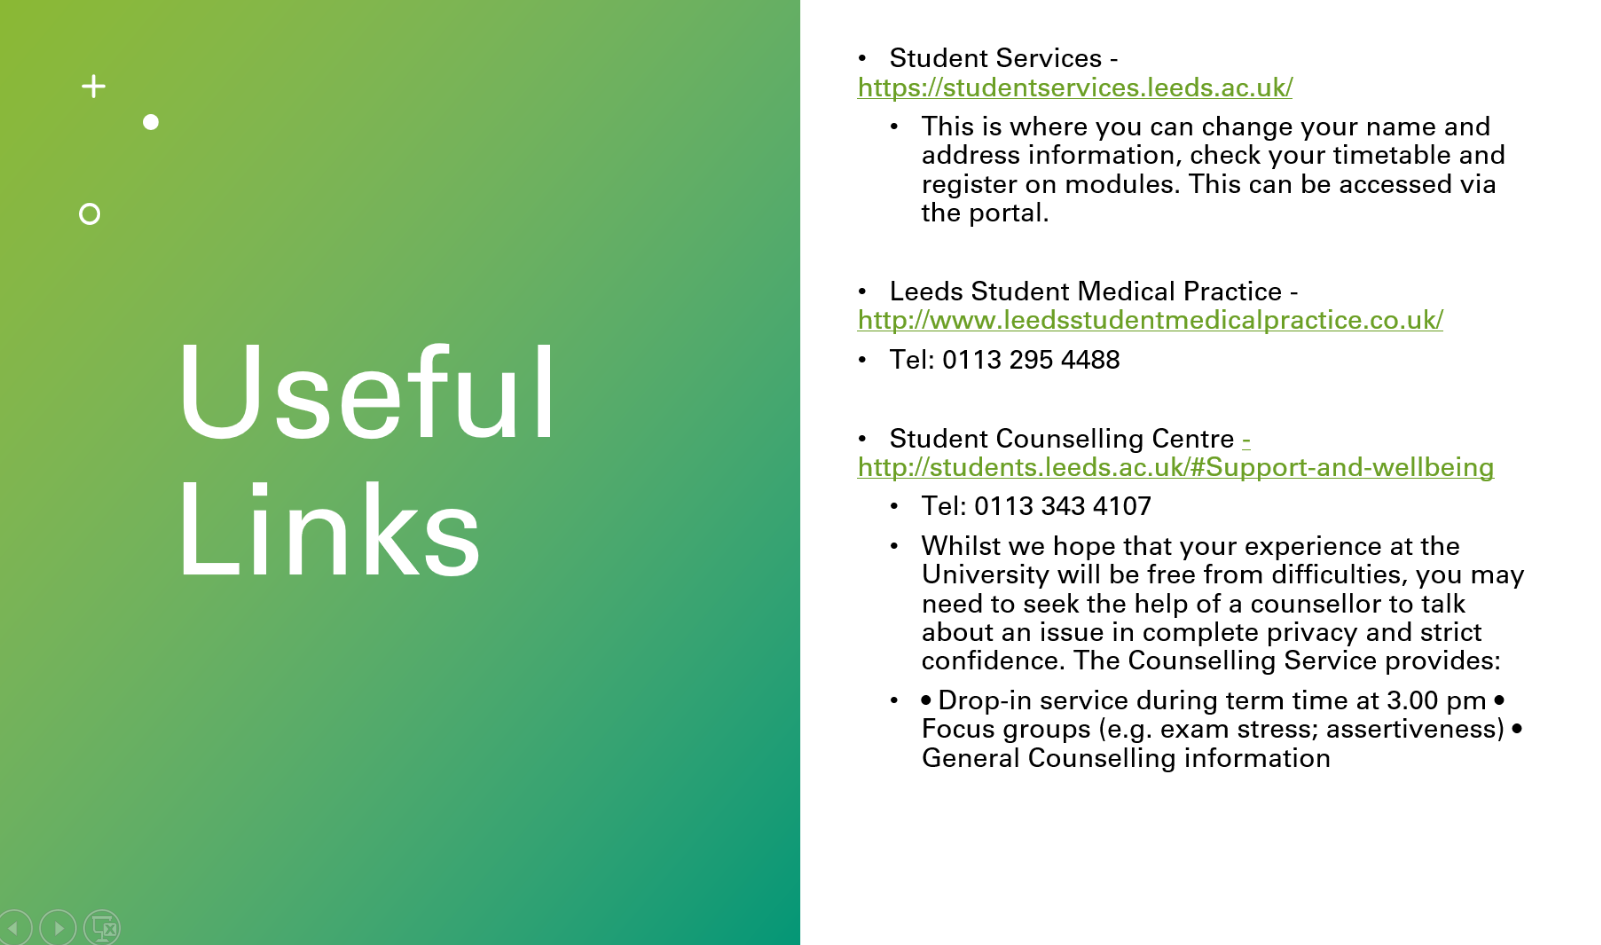 Useful
Links
• Student Services -
https://studentservices.leeds.ac.uk/
• This is where you can change your name and
address information, check your timetable and
register on modules. This can be accessed via
the portal.
• Leeds Student Medical Practice -
http://www.leedsstudentmedicalpractice.co.uk/
• Tel: 0113 295 4488
• Student Counselling Centre -
http://students.leeds.ac.uk/#Support-and-wellbeing
• Tel: 0113 343 4107
• Whilst we hope that your experience at the
University will be free from difficulties, you may
need to seek the help of a counsellor to talk
about an issue in complete privacy and strict
confidence. The Counselling Service provides:
• • Drop-in service during term time at 3.00 pm •
Focus groups (e.g. exam stress; assertiveness) •
General Counselling information